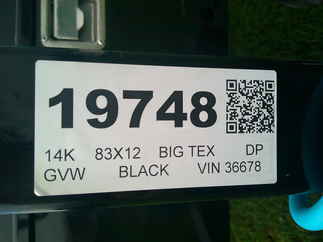 19748
14K 83X12 BIG TEX DP
GVW BLACK VIN 36678